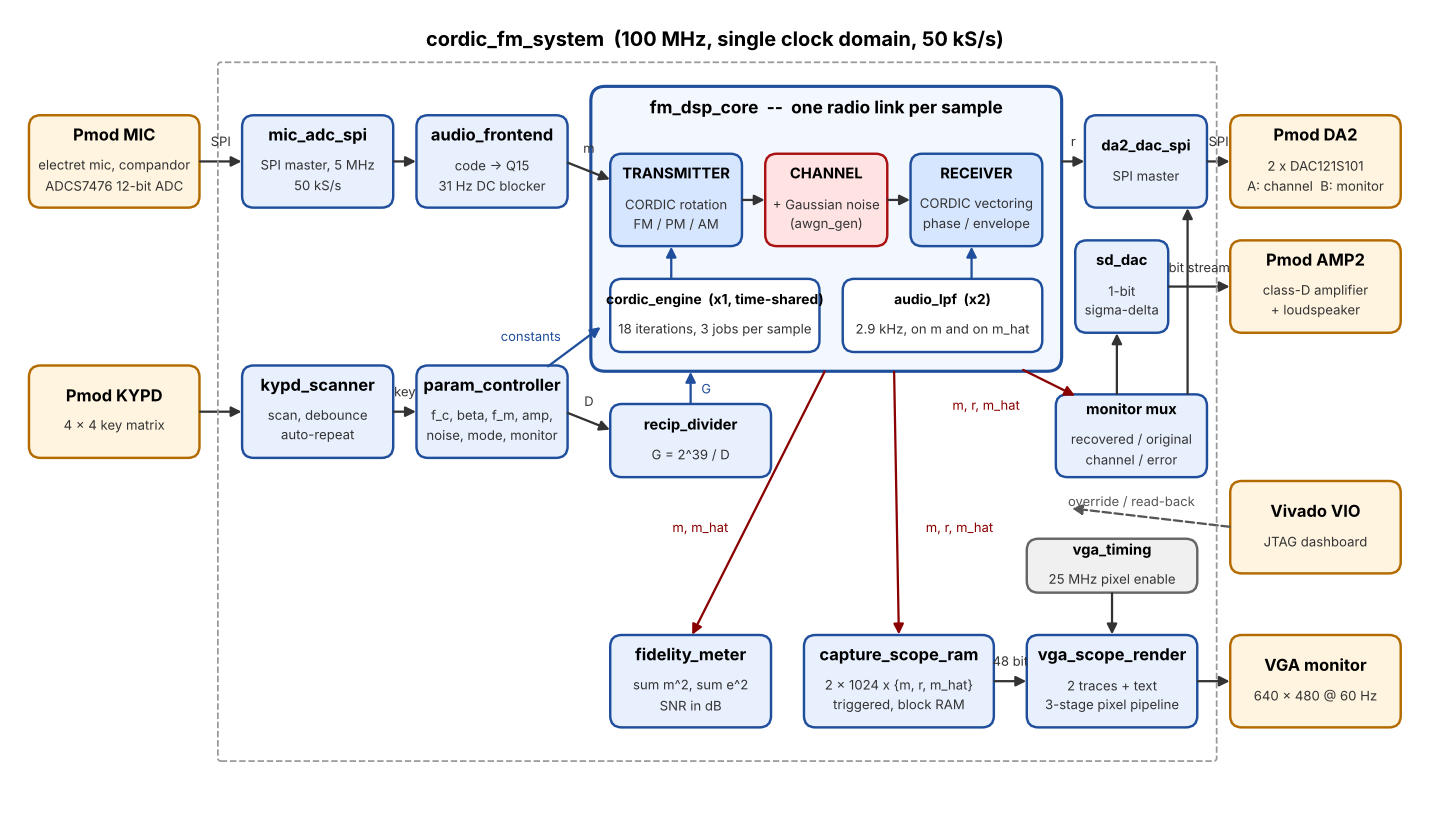 cordic_fm_system (100 MHz, single clock domain, 50 kS/s)
Pmod MIC
electret mic, compandor
ADCS7476 12-bit ADC
SPI
mic_adc_spi
SPI master, 5 MHz
50 kS/s
audio_frontend
code → Q15
31 Hz DC blocker
m
fm_dsp_core -- one radio link per sample
TRANSMITTER
CORDIC rotation
FM / PM / AM
CHANNEL
+ Gaussian noise
(awgn_gen)
RECEIVER
CORDIC vectoring
phase / envelope
cordic_engine (x1, time-shared)
18 iterations, 3 jobs per sample
audio_lpf (x2)
2.9 kHz, on m and on m_hat
r
da2_dac_spi
SPI master
SPI
Pmod DA2
2 x DAC121S101
A: channel B: monitor
sd_dac
1-bit
sigma-delta
bit stream
Pmod AMP2
class-D amplifier
+ loudspeaker
constants
Pmod KYPD
4 × 4 key matrix
kypd_scanner
scan, debounce
auto-repeat
key
param_controller
f_c, beta, f_m, amp,
noise, mode, monitor
D
G
recip_divider
G = 2^39 / D
m, r, m_hat
monitor mux
recovered / original
channel / error
override / read-back
Vivado VIO
JTAG dashboard
m, m_hat
m, r, m_hat
vga_timing
25 MHz pixel enable
fidelity_meter
sum m^2, sum e^2
SNR in dB
capture_scope_ram
2 × 1024 x {m, r, m_hat}
triggered, block RAM
48 bit
vga_scope_render
2 traces + text
3-stage pixel pipeline
VGA monitor
640 × 480 @ 60 Hz